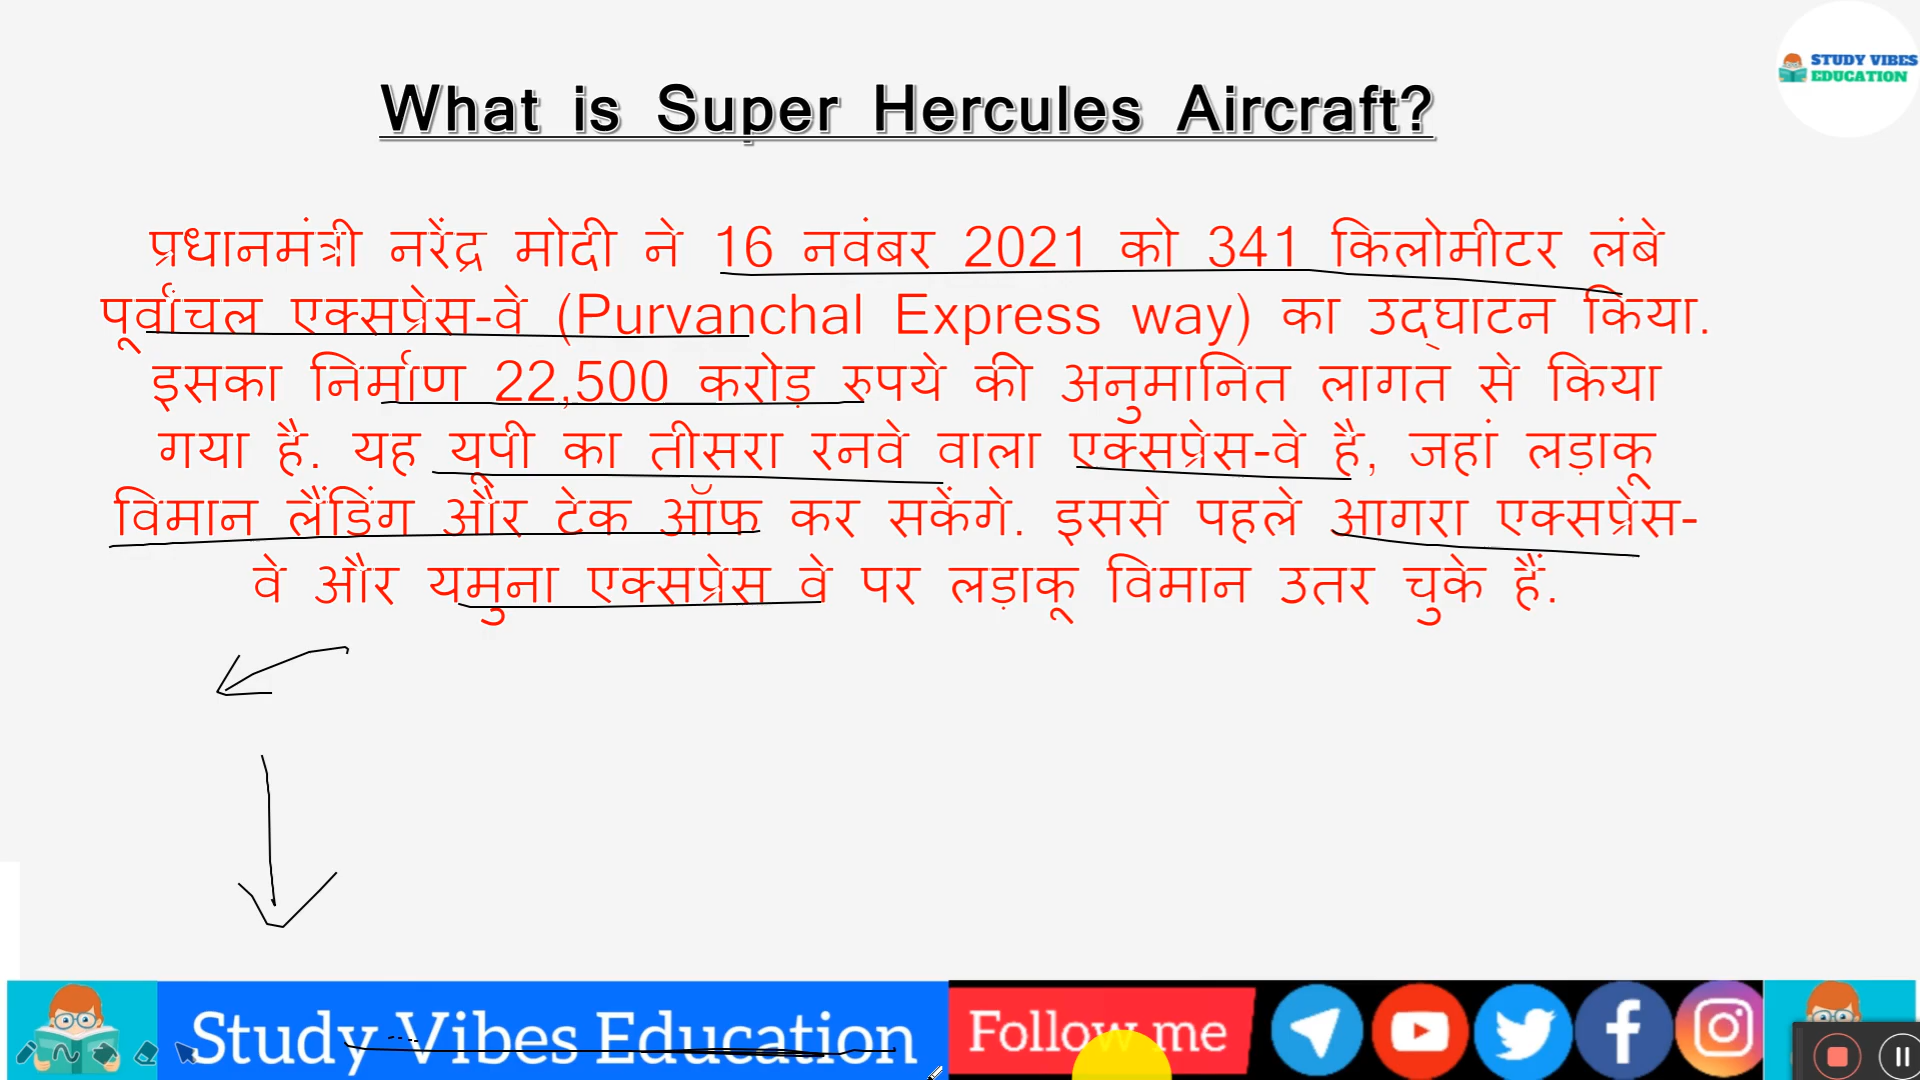 STUDY VIBES
EDUCATION
What is Super Hercules Aircraft?
प्रधानमंत्री नरेंद्र मोदी ने 16 नवंबर 2021 को 341 किलोमीटर लंबे
पूर्वांचल एक्सप्रेस-वे (Purvanchal Express way) का उद्घाटन किया.
इसका निर्माण 22,500 करोड़ रुपये की अनुमानित लागत से किया
गया है. यह यूपी का तीसरा रनवे वाला एक्सप्रेस-वे है, जहां लड़ाकू
विमान लैंडिंग और टेक ऑफ कर सकेंगे. इससे पहले आगरा एक्सप्रेस-
वे और यमुना एक्सप्रेस वे पर लड़ाकू विमान उतर चुके हैं.
Study Vibes Education Follow me